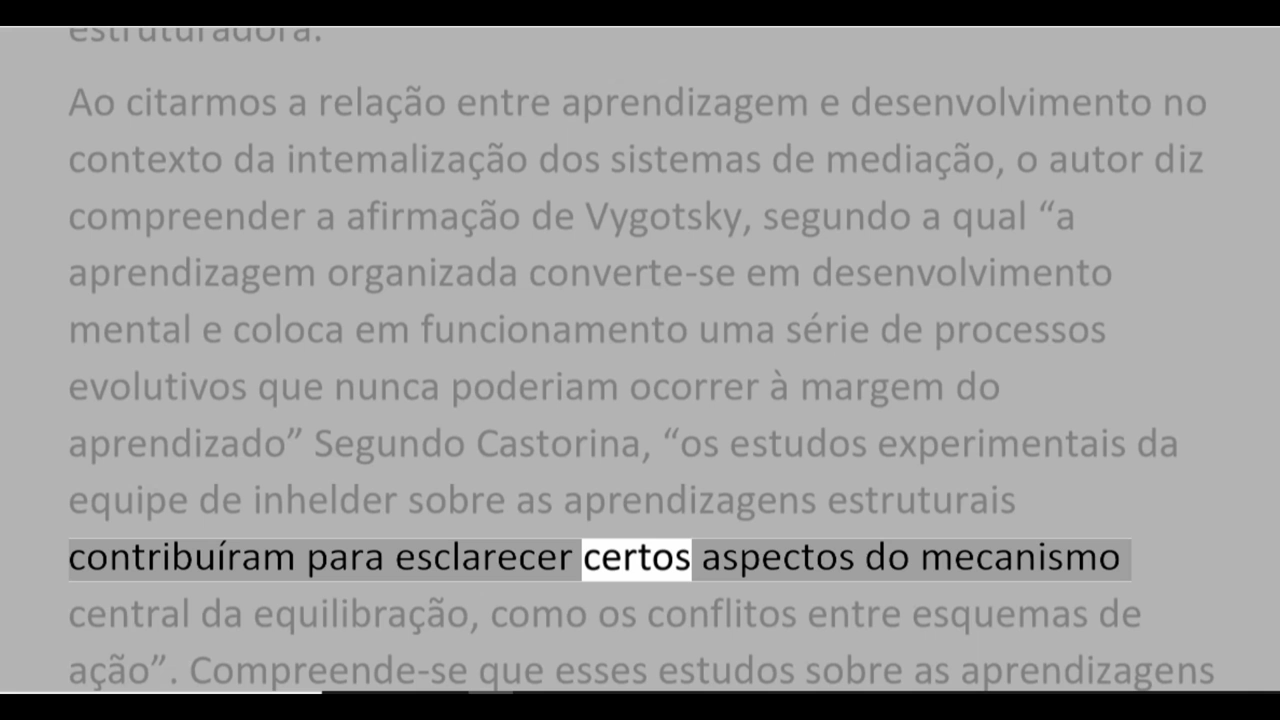 estruturadora.
Ao citarmos a relação entre aprendizagem e desenvolvimento no
contexto da intemalização dos sistemas de mediação, o autor diz
compreender a afirmação de Vygotsky, segundo a qual “a
aprendizagem organizada converte-se em desenvolvimento
mental e coloca em funcionamento uma série de processos
evolutivos que nunca poderiam ocorrer à margem do
aprendizado” Segundo Castorina, “os estudos experimentais da
equipe de inhelder sobre as aprendizagens estruturais
contribuíram para esclarecer certos aspectos do mecanismo
central da equilibração, como os conflitos entre esquemas de
ação”. Compreende-se que esses estudos sobre as aprendizagens